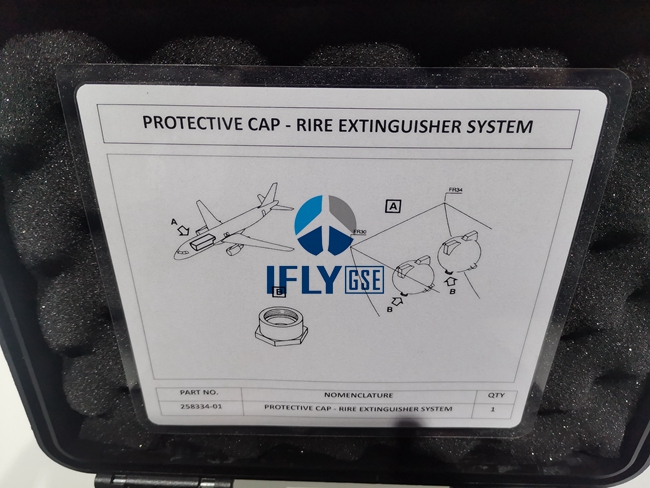 PROTECTIVE CAP - RIRE EXTINGUISHER SYSTEM
FR34
A
A
FR30
IFLY GSE
B
B
B
PART NO. NOMENCLATURE QTY
258334-01 PROTECTIVE CAP - RIRE EXTINGUISHER SYSTEM 1